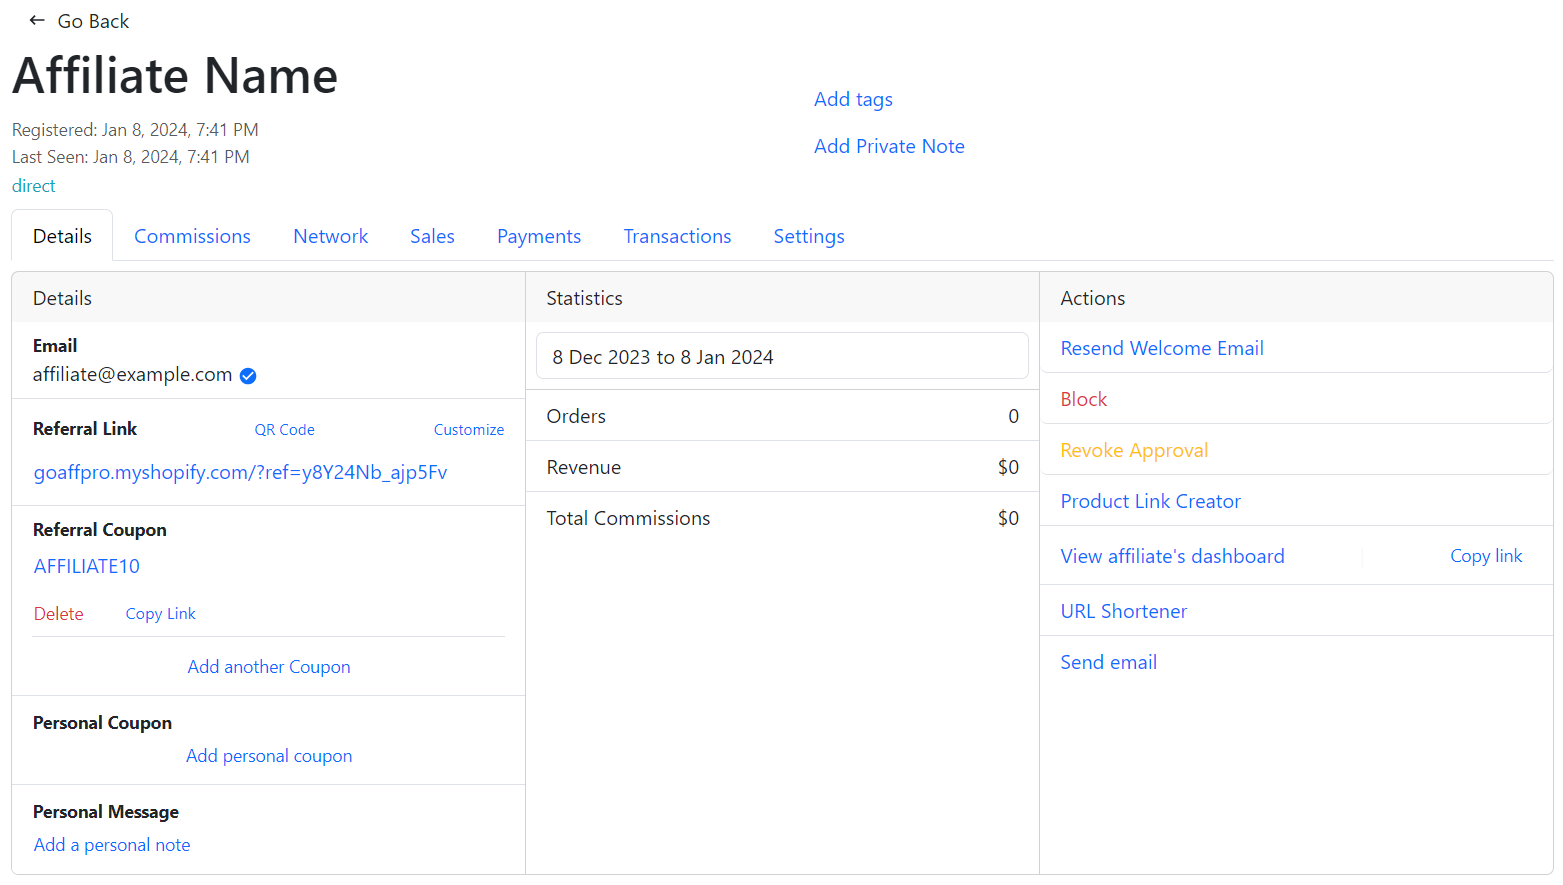 Go Back
Affiliate Name
Registered: Jan 8, 2024, 7:41 PM
Last Seen: Jan 8, 2024, 7:41 PM
direct
Add tags
Add Private Note
Details Commissions Network Sales Payments Transactions Settings
Details
Email
affiliate@example.com
Referral Link QR Code Customize
goaffpro.myshopify.com/?ref=y8Y24Nb_ajp5Fv
Referral Coupon
AFFILIATE10
Delete Copy Link
Add another Coupon
Personal Coupon
Add personal coupon
Personal Message
Add a personal note
Statistics
8 Dec 2023 to 8 Jan 2024
Orders 0
Revenue $0
Total Commissions $0
Actions
Resend Welcome Email
Block
Revoke Approval
Product Link Creator
View affiliate's dashboard Copy link
URL Shortener
Send email